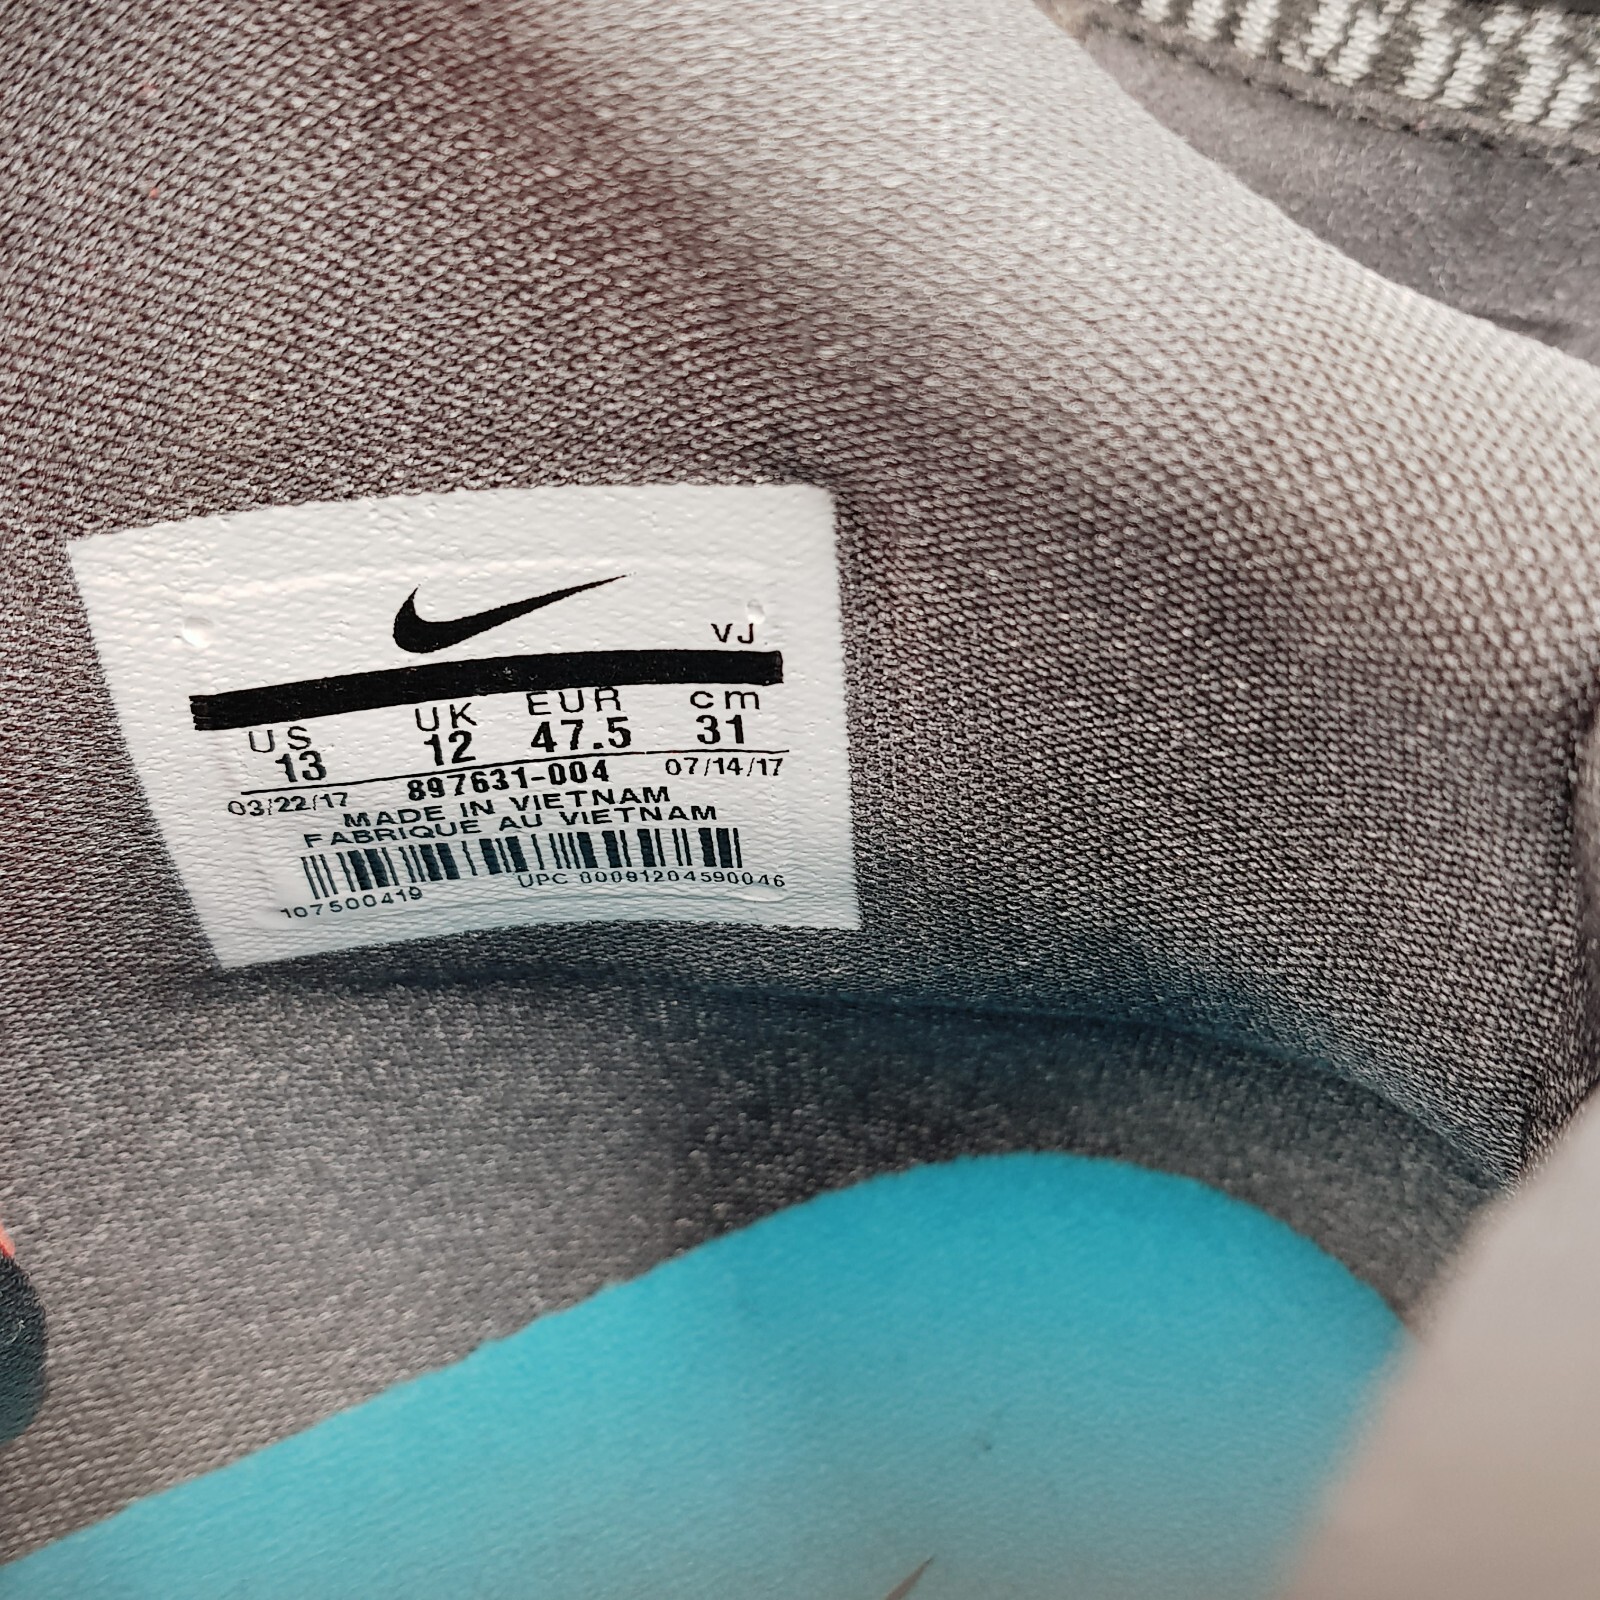 VJ
US UK EUR cm
13 12 47.5 31
03/22/17 897631-004 07/14/17
MADE IN VIETNAM
FABRIQUE AU VIETNAM
107500419 UPC 00091204590046